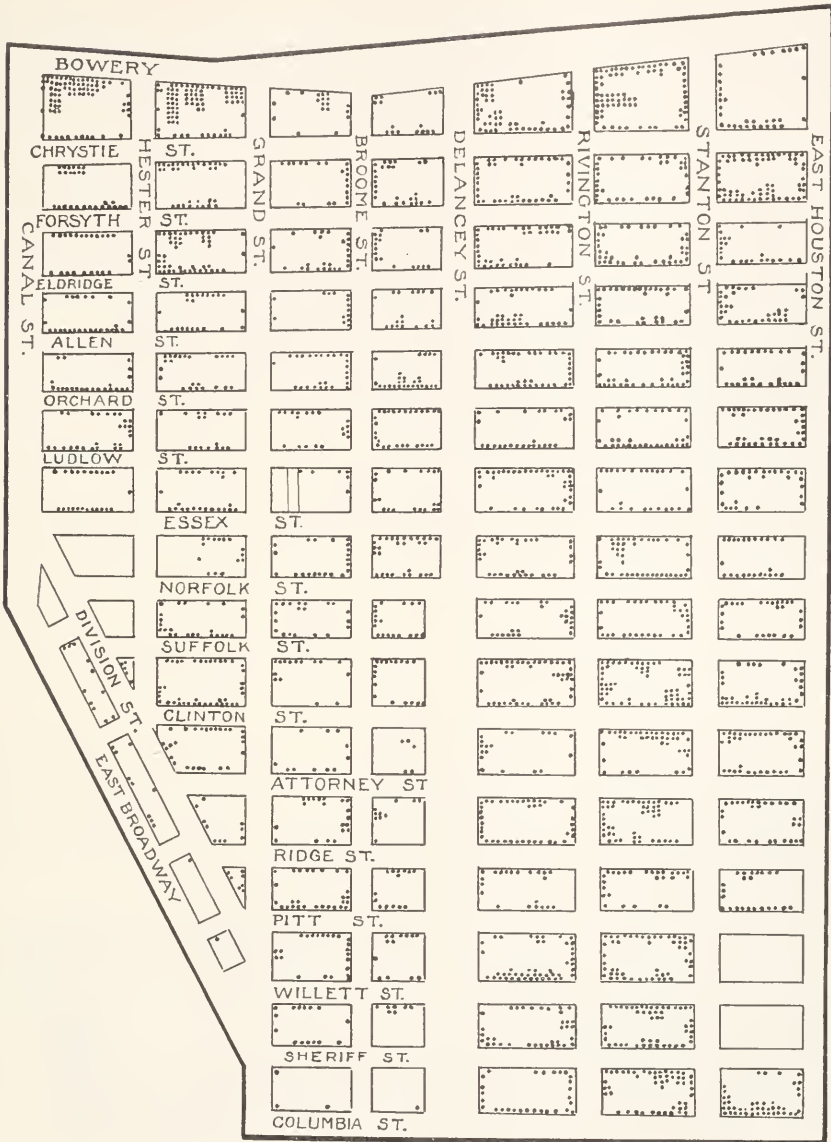 BOWERY
CHRYSTIE ST.
FORSYTH ST.
ELDRIDGE ST.
ALLEN ST.
ORCHARD ST.
LUDLOW ST.
ESSEX ST.
NORFOLK ST.
SUFFOLK ST.
CLINTON ST.
ATTORNEY ST
RIDGE ST.
PITT ST.
WILLETT ST.
SHERIFF ST.
COLUMBIA ST.
CANAL ST.
HESTER ST
GRAND ST.
BROOME ST.
DELANCEY ST.
RIVINGTON ST.
STANTON ST
EAST HOUSTON ST.
DIVISION ST.
EAST BROADWAY